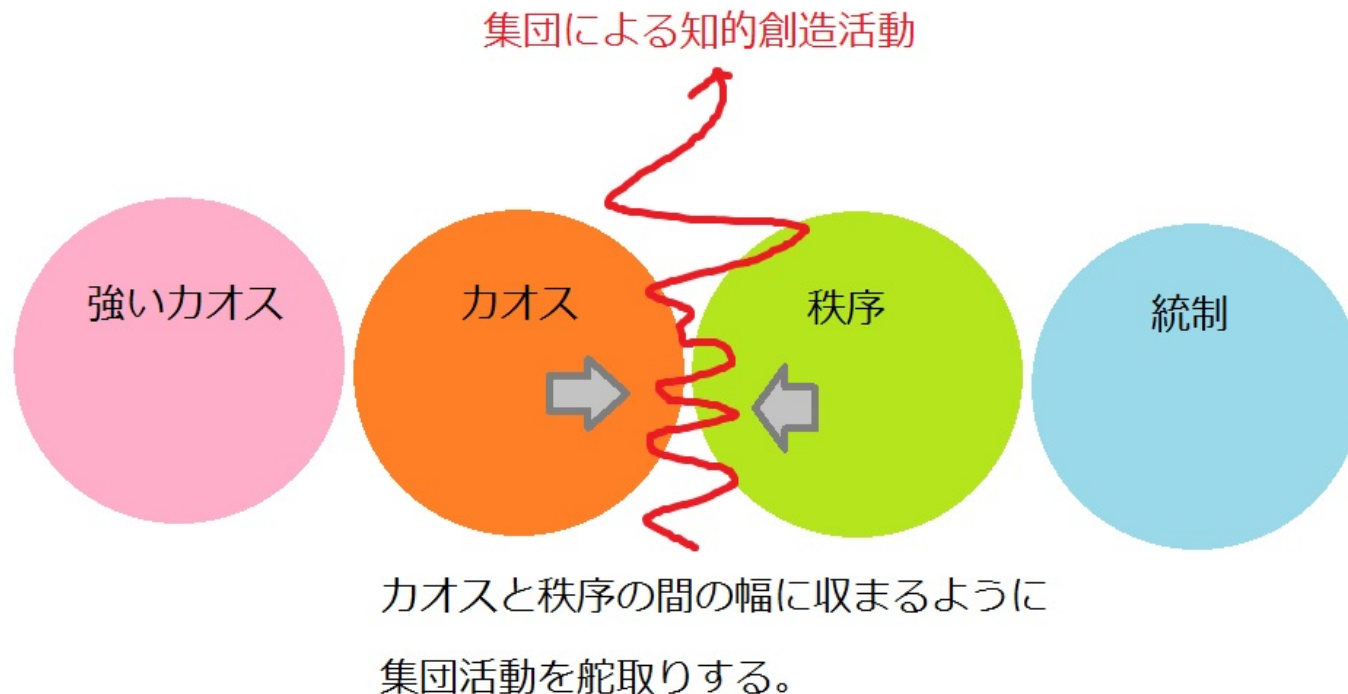 集団による知的創造活動
強いカオス
カオス
秩序
統制
カオスと秩序の間の幅に収まるように
集団活動を舵取りする。